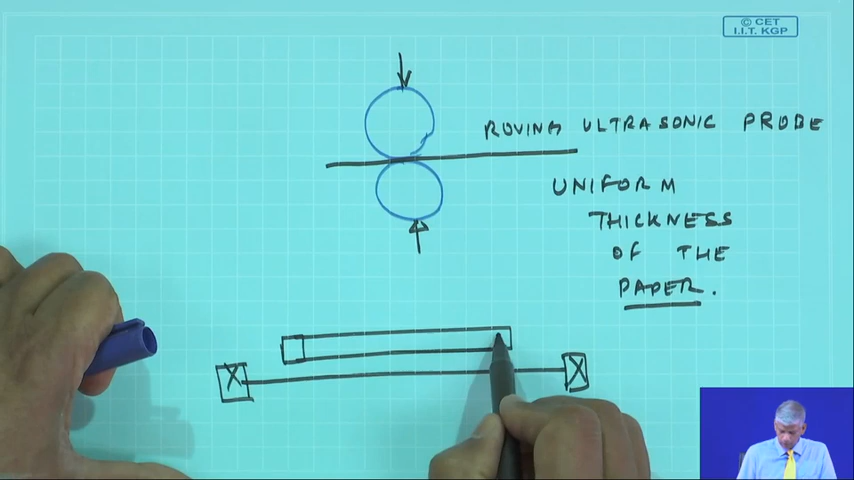 © CET
I.I.T. KGP
ROVING ULTRASONIC PROBE
UNIFORM
THICKNESS
OF THE
PAPER.
X X